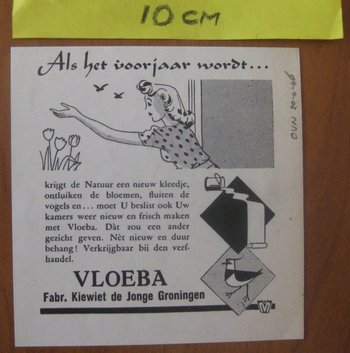 10 CM
Als het voorjaar wordt...
krijgt de Natuur een nieuw kleedje,
ontluiken de bloemen, fluiten de
vogels en... moet U beslist ook Uw
kamers weer nieuw en frisch maken
met Vloeba. Dàt zou een ander
gezicht geven. Nèt nieuw en duur
behang! Verkrijgbaar bij den verf-
handel.
VLOEBA
Fabr. Kiewiet de Jonge Groningen
V